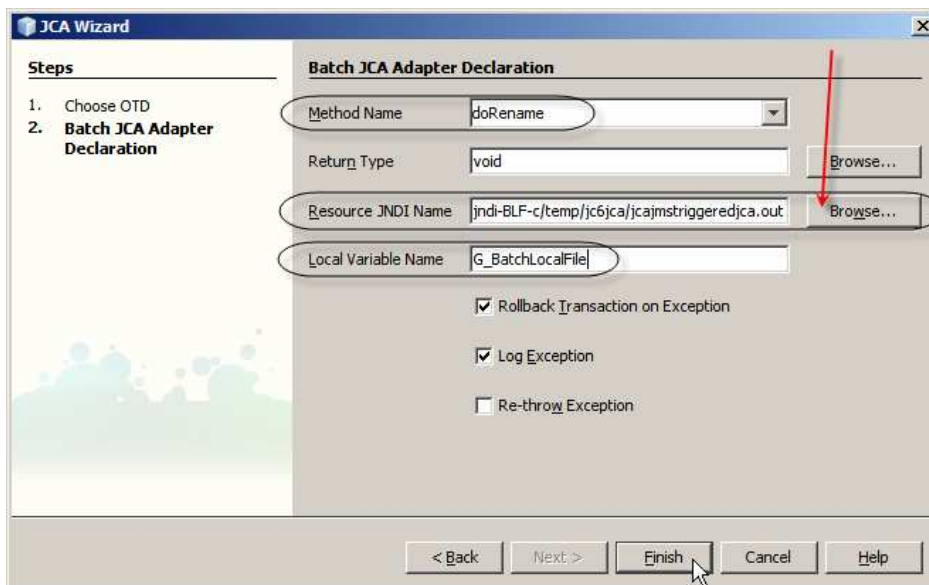 JCA Wizard
Steps
1. Choose OTD
2. Batch JCA Adapter
Declaration
Batch JCA Adapter Declaration
Method Name doRename
Return Type void Browse...
Resource JNDI Name jndi-BLF-c/temp/jc6jca/jcajmstriggeredjca.out Browse...
Local Variable Name G_BatchLocalFile
Rollback Transaction on Exception
Log Exception
Re-throw Exception
< Back Next > Finish Cancel Help